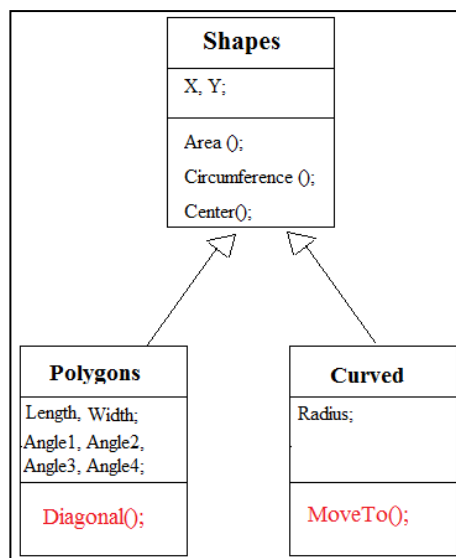 Shapes
X, Y;
Area ();
Circumference ();
Center();
Polygons
Length, Width;
Angle1, Angle2,
Angle3, Angle4;
Diagonal();
Curved
Radius;
MoveTo();